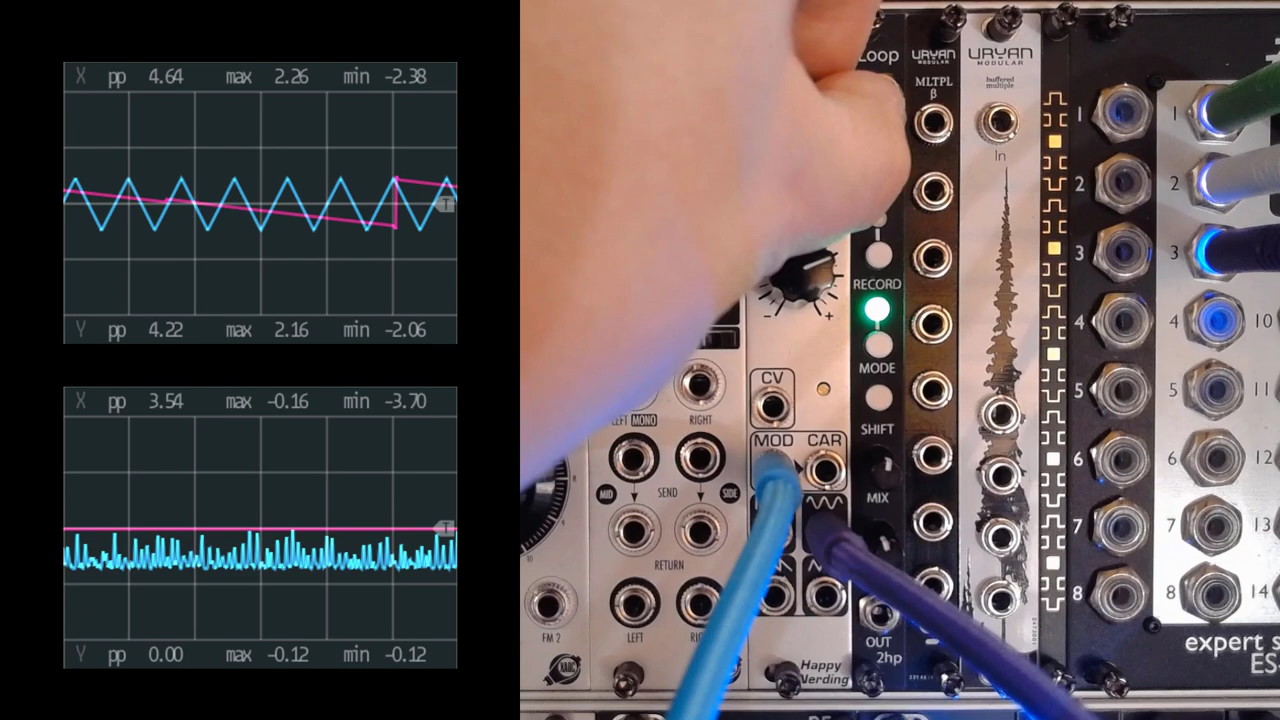 X pp 4.64 max 2.26 min -2.38
T
Y pp 4.22 max 2.16 min -2.06
X pp 3.54 max -0.16 min -3.70
T
Y pp 0.00 max -0.12 min -0.12
Loop
RECORD
MODE
SHIFT
MIX
OUT
2hp
URYAN
MODULAR
MLTPL
β
URYAN
MODULAR
buffered
multiple
In
- +
CV
MOD CAR
Happy
Nerding
LEFT MONO RIGHT
MID SEND SIDE
RETURN
LEFT
FM 2
XAOC
9
10
1
2
3
4
5
6
7
8
1
2
3
4 10
5 11
6 12
7 13
8 14
expert s
ES